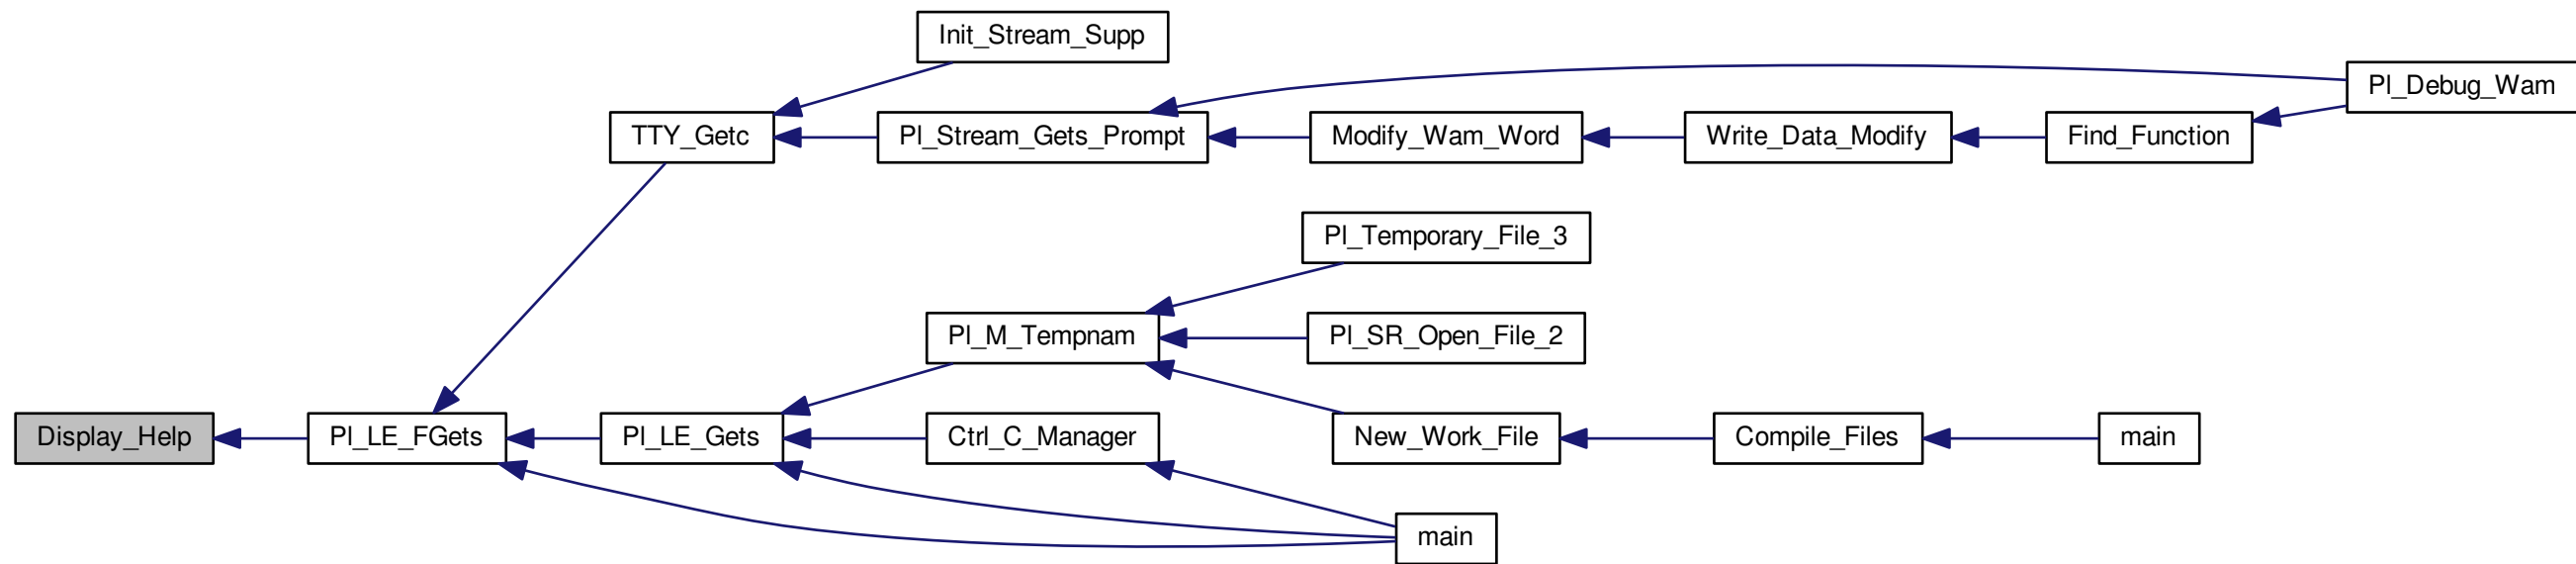 Init_Stream_Supp
Pl_Debug_Wam
TTY_Getc
Pl_Stream_Gets_Prompt
Modify_Wam_Word
Write_Data_Modify
Find_Function
Pl_Temporary_File_3
Pl_M_Tempnam
Pl_SR_Open_File_2
Display_Help
Pl_LE_FGets
Pl_LE_Gets
Ctrl_C_Manager
New_Work_File
Compile_Files
main
main